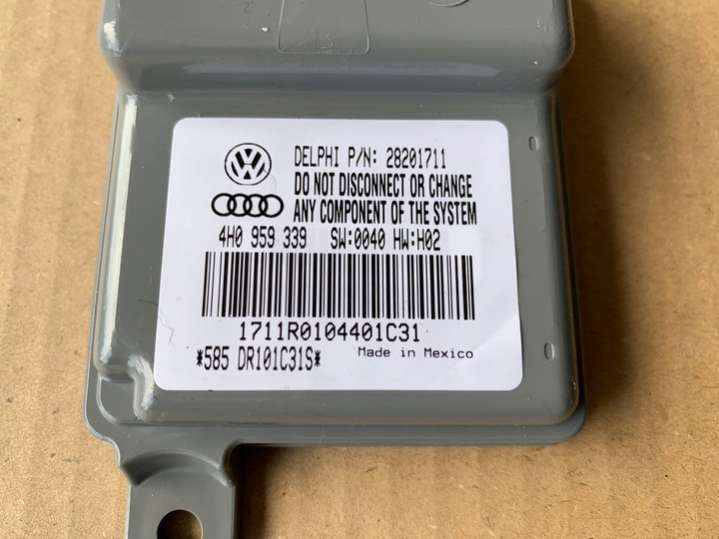 DELPHI P/N: 28201711
DO NOT DISCONNECT OR CHANGE
ANY COMPONENT OF THE SYSTEM
4H0 959 339 SW:0040 HW:H02
1711R0104401C31
*585 DR101C31S*
Made in Mexico